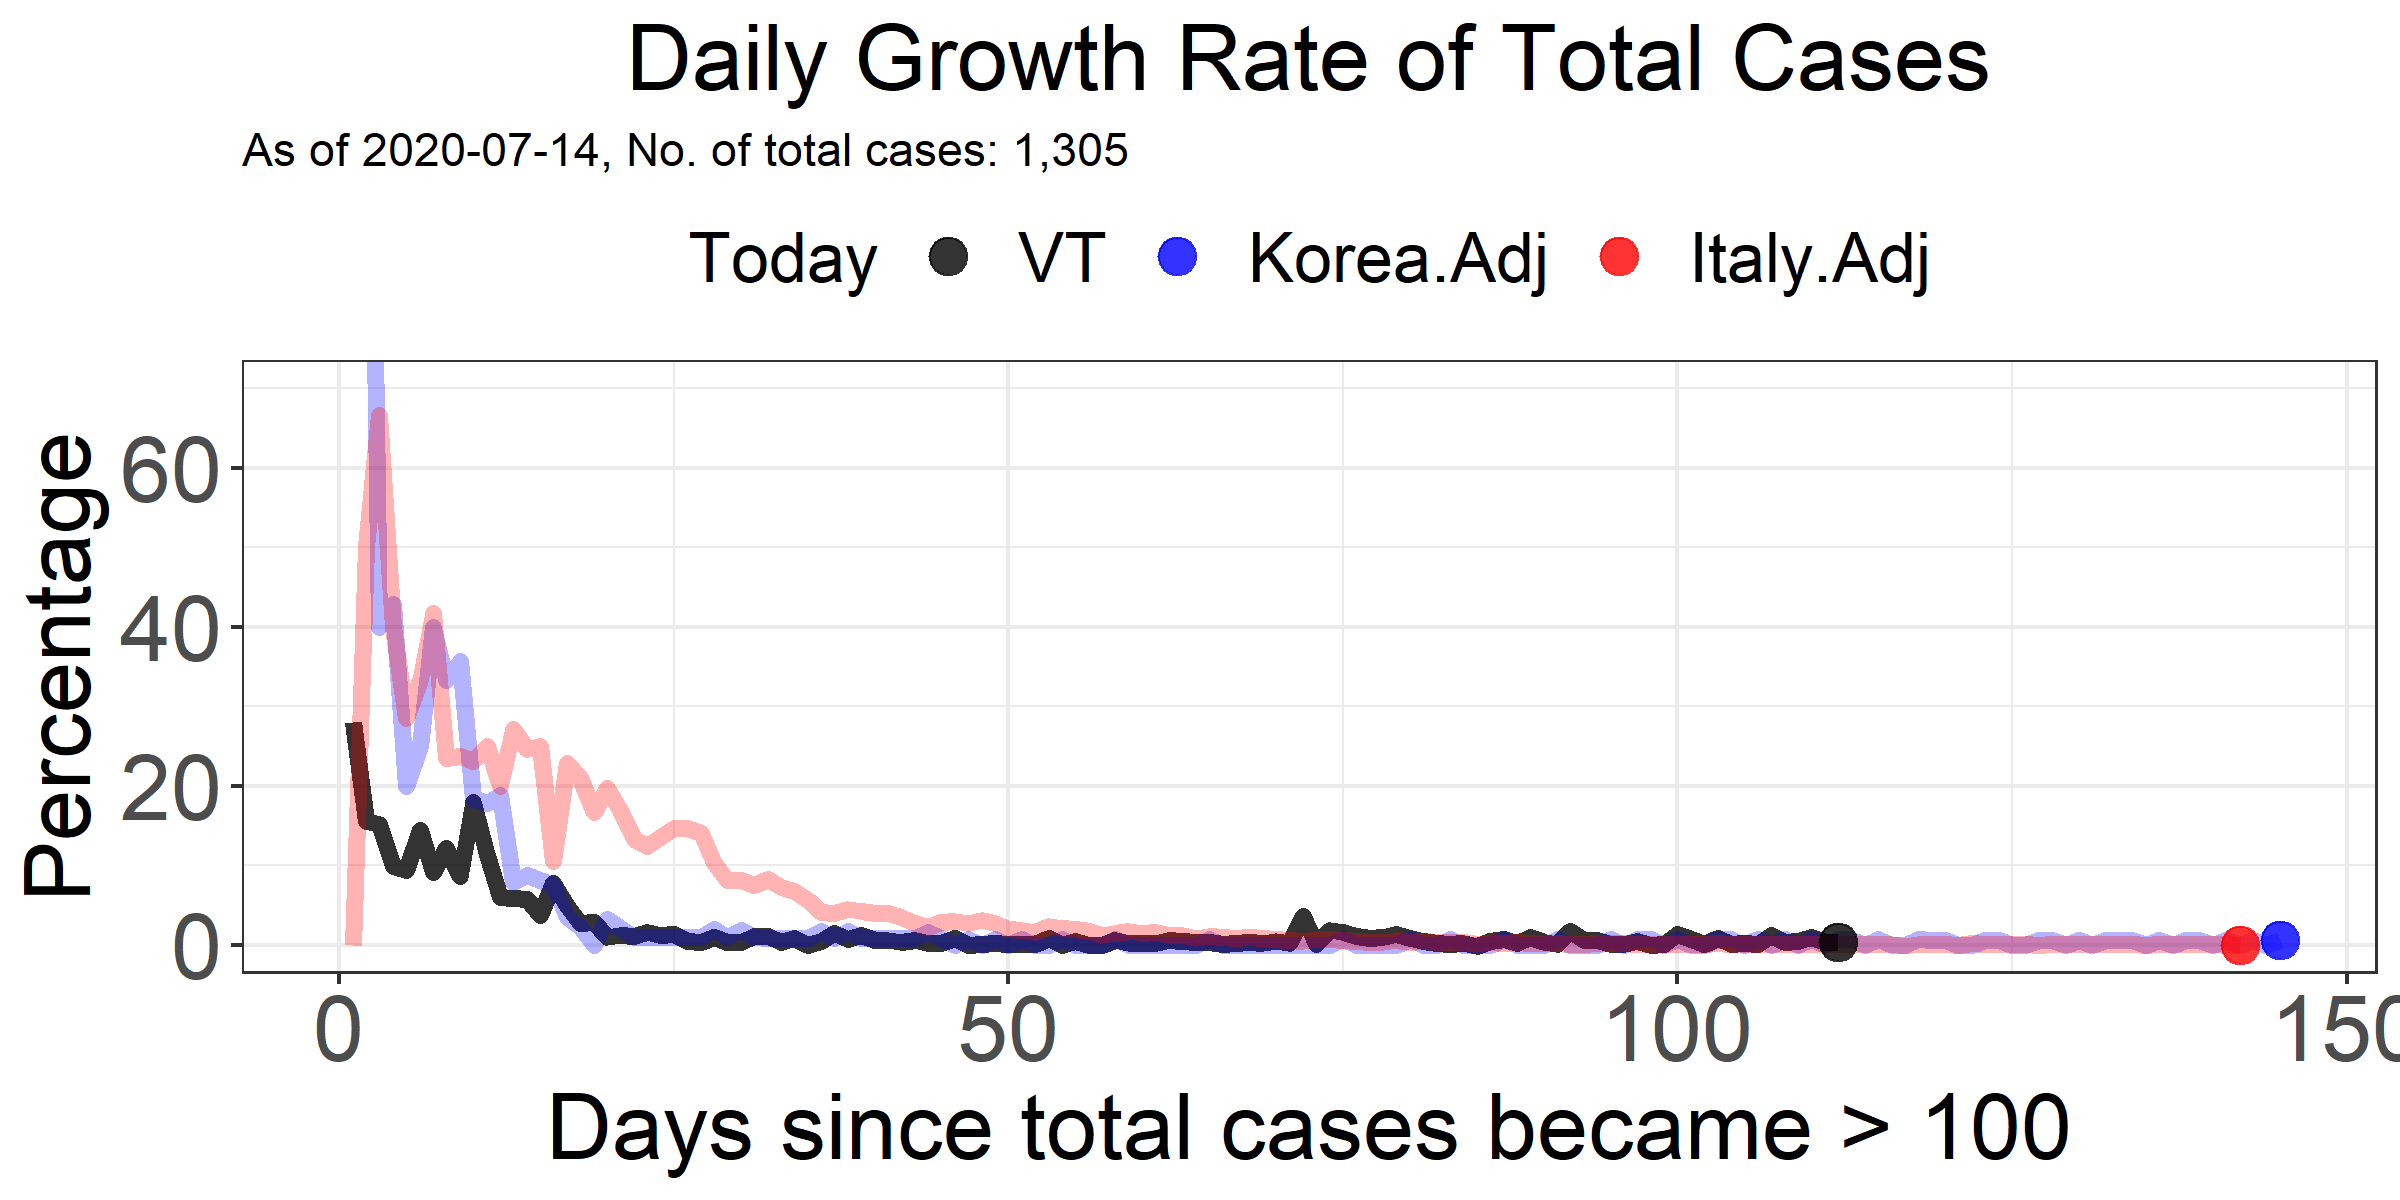 Daily Growth Rate of Total Cases
As of 2020-07-14, No. of total cases: 1,305
Today VT Korea.Adj Italy.Adj
Percentage
60
40
20
0
0 50 100 150
Days since total cases became > 100